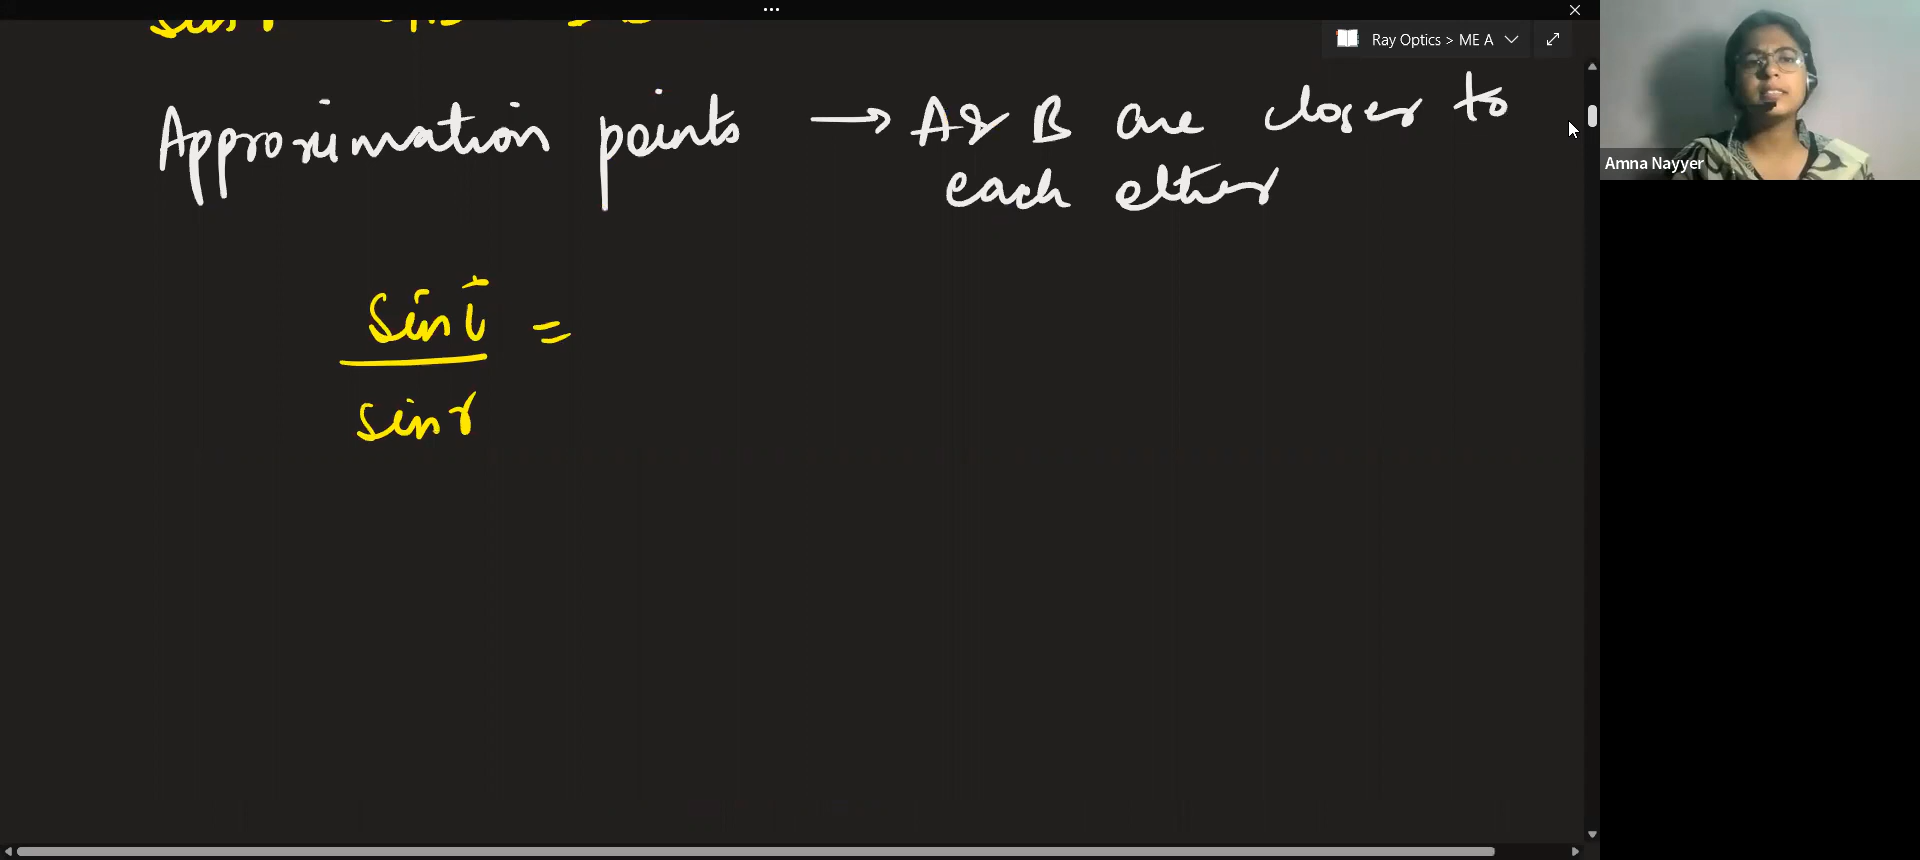 Ray Optics > ME A
Approximation points → A & B are closer to
each other
sin i =
sin r
Amna Nayyer